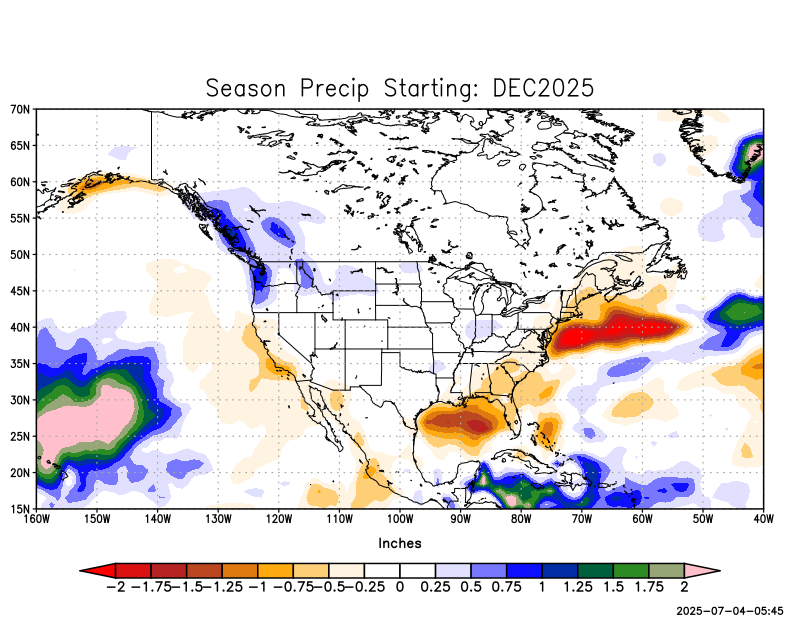 Season Precip Starting: DEC2025
70N
65N
60N
55N
50N
45N
40N
35N
30N
25N
20N
15N
160W 150W 140W 130W 120W 110W 100W 90W 80W 70W 60W 50W 40W
Inches
-2 -1.75 -1.5 -1.25 -1 -0.75 -0.5 -0.25 0 0.25 0.5 0.75 1 1.25 1.5 1.75 2
2025-07-04-05:45